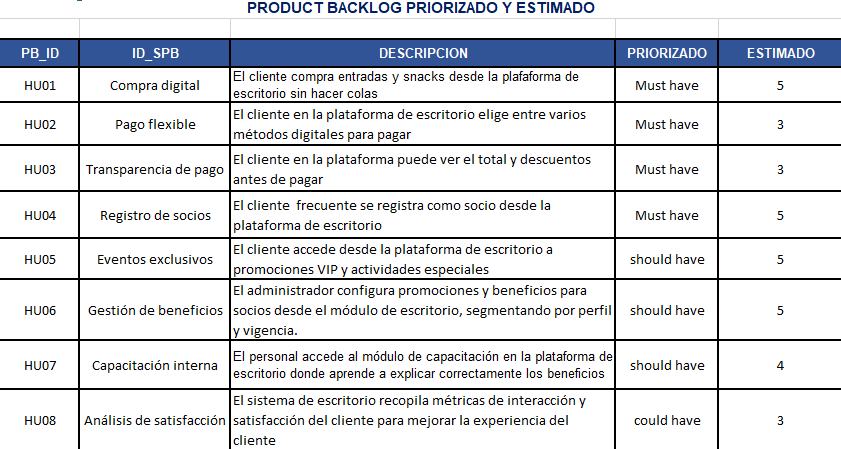 PRODUCT BACKLOG PRIORIZADO Y ESTIMADO
PB_ID ID_SPB DESCRIPCION PRIORIZADO ESTIMADO
HU01 Compra digital El cliente compra entradas y snacks desde la plafaforma de
escritorio sin hacer colas Must have 5
HU02 Pago flexible El cliente en la plataforma de escritorio elige entre varios
métodos digitales para pagar Must have 3
HU03 Transparencia de pago El cliente en la plataforma puede ver el total y descuentos
antes de pagar Must have 3
HU04 Registro de socios El cliente frecuente se registra como socio desde la
plataforma de escritorio Must have 5
HU05 Eventos exclusivos El cliente accede desde la plataforma de escritorio a
promociones VIP y actividades especiales should have 5
HU06 Gestión de beneficios El administrador configura promociones y beneficios para
socios desde el módulo de escritorio, segmentando por perfil
y vigencia. should have 5
HU07 Capacitación interna El personal accede al módulo de capacitación en la plataforma de
escritorio donde aprende a explicar correctamente los beneficios should have 4
HU08 Análisis de satisfacción El sistema de escritorio recopila métricas de interacción y
satisfacción del cliente para mejorar la experiencia del
cliente could have 3